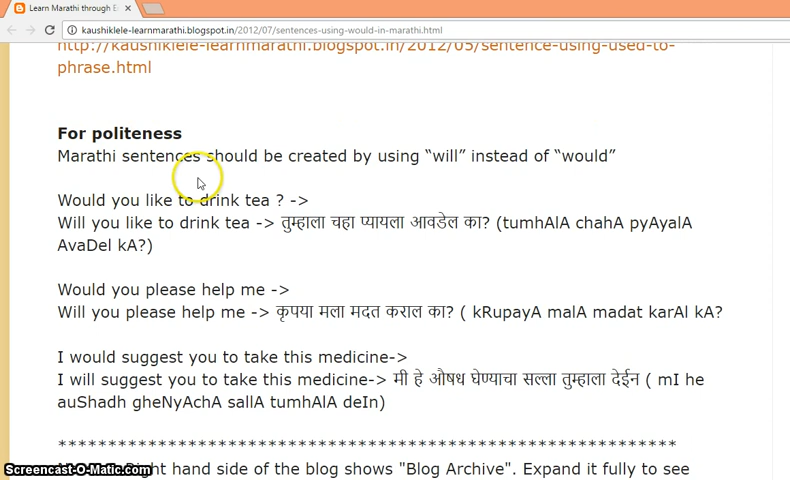 Learn Marathi through E
kaushiklele-learnmarathi.blogspot.in/2012/07/sentences-using-would-in-marathi.html
http://kaushiklele-learnmarathi.blogspot.in/2012/05/sentence-using-used-to-
phrase.html
For politeness
Marathi sentences should be created by using “will” instead of “would”
Would you like to drink tea ? ->
Will you like to drink tea -> तुम्हाला चहा प्यायला आवडेल का? (tumhAlA chahA pyAyalA
AvaDel kA?)
Would you please help me ->
Will you please help me -> कृपया मला मदत कराल का? ( kRupayA malA madat karAl kA?
I would suggest you to take this medicine->
I will suggest you to take this medicine-> मी हे औषध घेण्याचा सल्ला तुम्हाला देईन ( mI he
auShadh gheNyAchA sallA tumhAlA deIn)
**************************************************************
Right hand side of the blog shows "Blog Archive". Expand it fully to see
Screencast-O-Matic.com